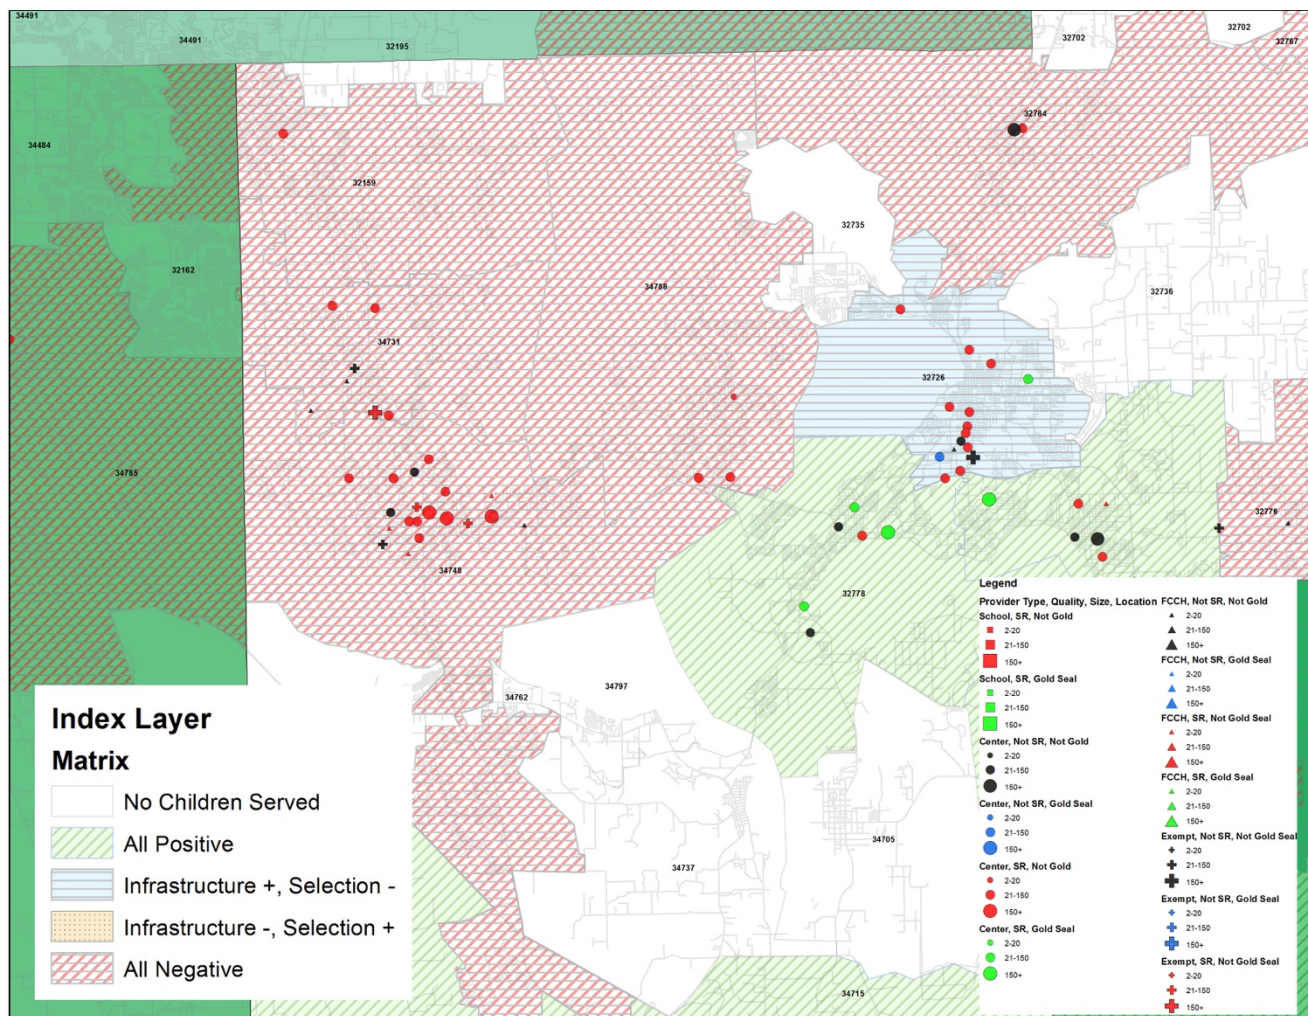 34491
34491
32195
32702
32702
32767
34484
32784
32159
32735
32162
34788
32736
34731
32726
34785
32776
34748
32778
34797
34762
34705
34737
34715
Index Layer
Matrix
No Children Served
All Positive
Infrastructure +, Selection -
Infrastructure -, Selection +
All Negative
Legend
Provider Type, Quality, Size, Location
School, SR, Not Gold
2-20
21-150
150+
School, SR, Gold Seal
2-20
21-150
150+
Center, Not SR, Not Gold
2-20
21-150
150+
Center, Not SR, Gold Seal
2-20
21-150
150+
Center, SR, Not Gold
2-20
21-150
150+
Center, SR, Gold Seal
2-20
21-150
150+
FCCH, Not SR, Not Gold
2-20
21-150
150+
FCCH, Not SR, Gold Seal
2-20
21-150
150+
FCCH, SR, Not Gold Seal
2-20
21-150
150+
FCCH, SR, Gold Seal
2-20
21-150
150+
Exempt, Not SR, Not Gold Seal
2-20
21-150
150+
Exempt, Not SR, Gold Seal
2-20
21-150
150+
Exempt, SR, Not Gold Seal
2-20
21-150
150+